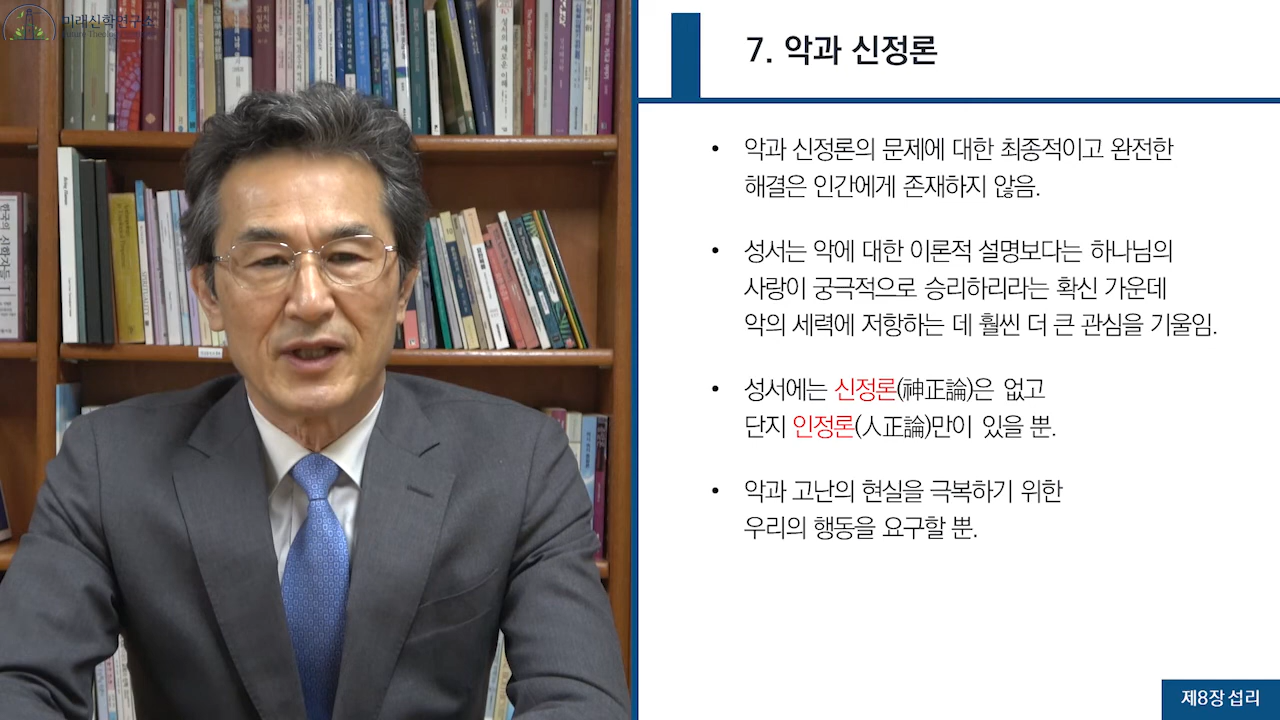 미래신학연구소
7. 악과 신정론
• 악과 신정론의 문제에 대한 최종적이고 완전한
해결은 인간에게 존재하지 않음.
• 성서는 악에 대한 이론적 설명보다는 하나님의
사랑이 궁극적으로 승리하리라는 확신 가운데
악의 세력에 저항하는 데 훨씬 더 큰 관심을 기울임.
• 성서에는 신정론(神正論)은 없고
단지 인정론(人正論)만이 있을 뿐.
• 악과 고난의 현실을 극복하기 위한
우리의 행동을 요구할 뿐.
제8장 섭리